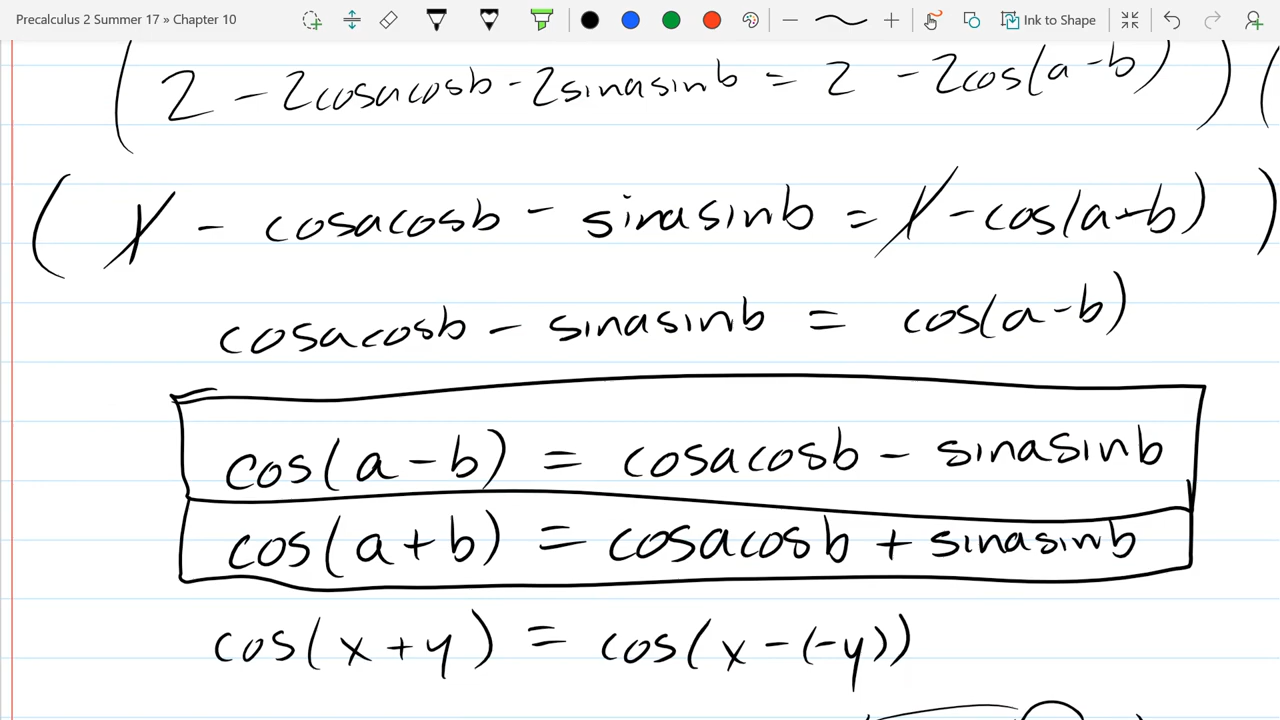 Precalculus 2 Summer 17 » Chapter 10
Ink to Shape
(2 - 2cosacosb - 2sinasinb = 2 - 2cos(a-b)) (
(1 - cosacosb - sinasinb = 1 - cos(a-b))
cosacosb - sinasinb = cos(a-b)
cos(a-b) = cosacosb - sinasinb
cos(a+b) = cosacosb + sinasinb
cos(x+y) = cos(x-(-y))